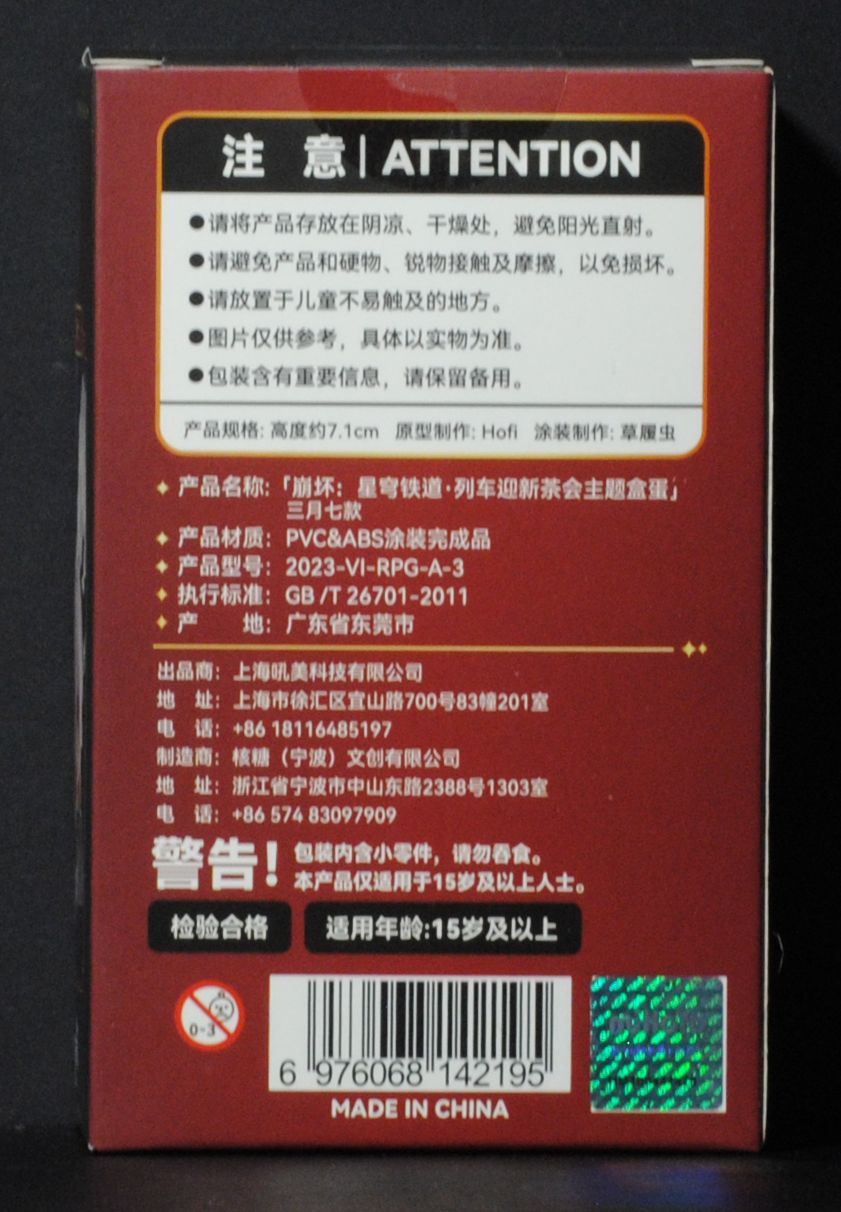 注 意 | ATTENTION
●请将产品存放在阴凉、干燥处，避免阳光直射。
●请避免产品和硬物、锐物接触及摩擦，以免损坏。
●请放置于儿童不易触及的地方。
●图片仅供参考，具体以实物为准。
●包装含有重要信息，请保留备用。
产品规格: 高度约7.1cm 原型制作: Hofi 涂装制作: 草履虫
产品名称:「崩坏：星穹铁道·列车迎新茶会主题盒蛋」
三月七款
产品材质: PVC&ABS涂装完成品
产品型号: 2023-VI-RPG-A-3
执行标准: GB /T 26701-2011
产 地: 广东省东莞市
出品商: 上海吼美科技有限公司
地 址: 上海市徐汇区宜山路700号83幢201室
电 话: +86 18116485197
制造商: 核糖（宁波）文创有限公司
地 址: 浙江省宁波市中山东路2388号1303室
电 话: +86 574 83097909
警告! 包装内含小零件，请勿吞食。
本产品仅适用于15岁及以上人士。
检验合格 适用年龄:15岁及以上
0-3
6 976068 142195
MADE IN CHINA